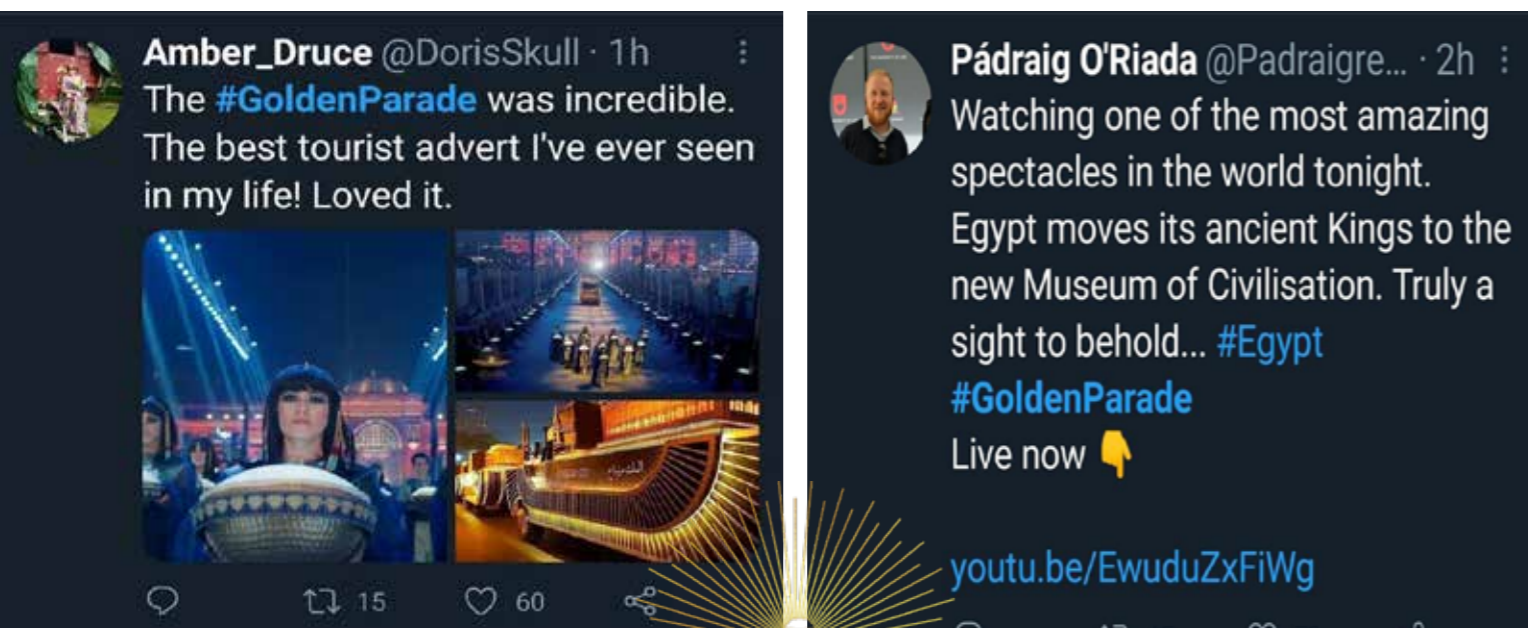 Amber_Druce @DorisSkull · 1h
The #GoldenParade was incredible.
The best tourist advert I've ever seen
in my life! Loved it.
15
60
Pádraig O'Riada @Padraigre... · 2h
Watching one of the most amazing
spectacles in the world tonight.
Egypt moves its ancient Kings to the
new Museum of Civilisation. Truly a
sight to behold... #Egypt
#GoldenParade
Live now 👇
youtu.be/EwuduZxFiWg